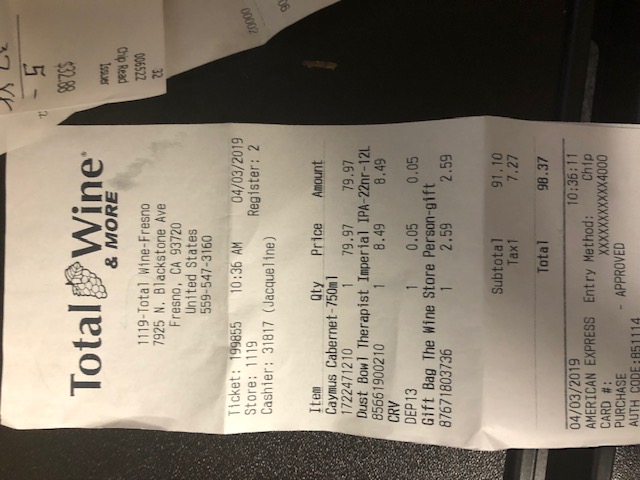 Total Wine
& MORE
1119-Total Wine-Fresno
7925 N. Blackstone Ave
Fresno, CA 93720
United States
559-547-3160
Ticket: 199855 10:36 AM 04/03/2019
Store: 1119 Register: 2
Cashier: 31817 (Jacqueline)
Item Qty Price Amount
Caymus Cabernet-750ml
1722471210 1 79.97 79.97
Dust Bowl Therapist Imperial IPA-22nr-12L
85661900210 1 8.49 8.49
CRV
DEP13 1 0.05 0.05
Gift Bag The Wine Store Person-gift
87671803736 1 2.59 2.59
Subtotal 91.10
Tax1 7.27
Total 98.37
04/03/2019 10:36:11
AMERICAN EXPRESS Entry Method: Chip
CARD #: XXXXXXXXXXX4000
PURCHASE - APPROVED
AUTH CODE:851114
32
006522
Chip Read
Issuer
$32.88
5 -
00002